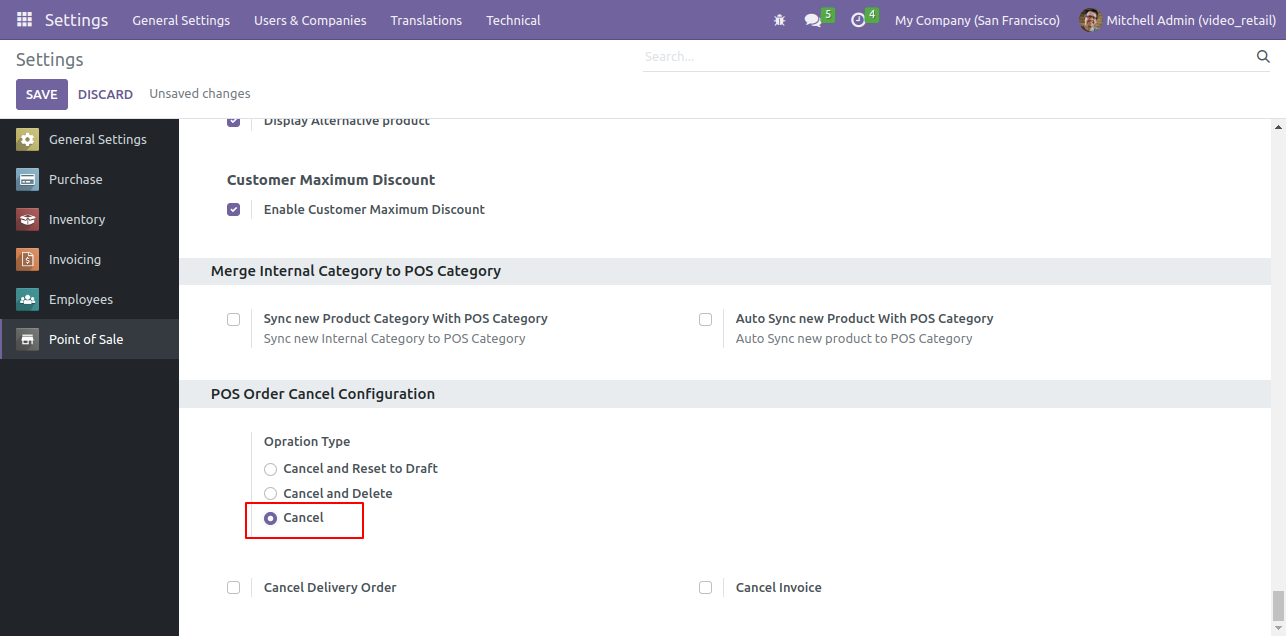 Settings General Settings Users & Companies Translations Technical 5 4 My Company (San Francisco) Mitchell Admin (video_retail)
Settings
Search...
SAVE DISCARD Unsaved changes
General Settings
Purchase
Inventory
Invoicing
Employees
Point of Sale
Display Alternative product
Customer Maximum Discount
Enable Customer Maximum Discount
Merge Internal Category to POS Category
Sync new Product Category With POS Category
Sync new Internal Category to POS Category
Auto Sync new Product With POS Category
Auto Sync new product to POS Category
POS Order Cancel Configuration
Opration Type
Cancel and Reset to Draft
Cancel and Delete
Cancel
Cancel Delivery Order
Cancel Invoice